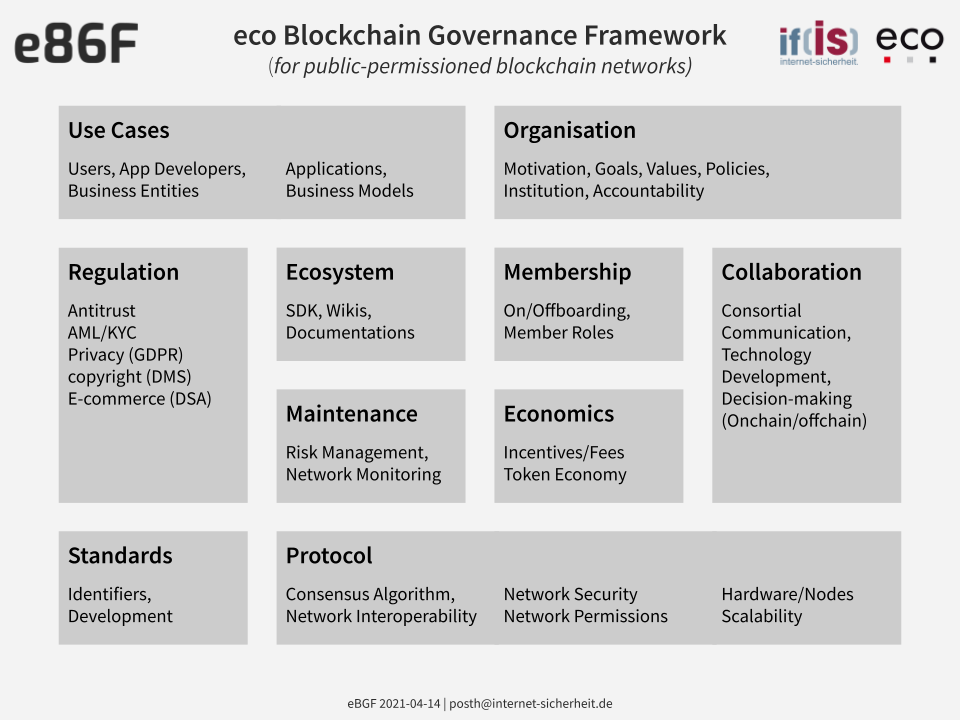 e86F
eco Blockchain Governance Framework
(for public-permissioned blockchain networks)
if(is)
internet-sicherheit.
eco
Use Cases
Users, App Developers,
Business Entities
Applications,
Business Models
Organisation
Motivation, Goals, Values, Policies,
Institution, Accountability
Regulation
Antitrust
AML/KYC
Privacy (GDPR)
copyright (DMS)
E-commerce (DSA)
Ecosystem
SDK, Wikis,
Documentations
Membership
On/Offboarding,
Member Roles
Collaboration
Consortial
Communication,
Technology
Development,
Decision-making
(Onchain/offchain)
Maintenance
Risk Management,
Network Monitoring
Economics
Incentives/Fees
Token Economy
Standards
Identifiers,
Development
Protocol
Consensus Algorithm,
Network Interoperability
Network Security
Network Permissions
Hardware/Nodes
Scalability
eBGF 2021-04-14 | posth@internet-sicherheit.de